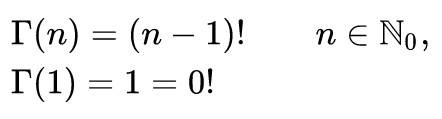 Γ(n) = (n − 1)! n ∈ ℕ₀,
Γ(1) = 1 = 0!